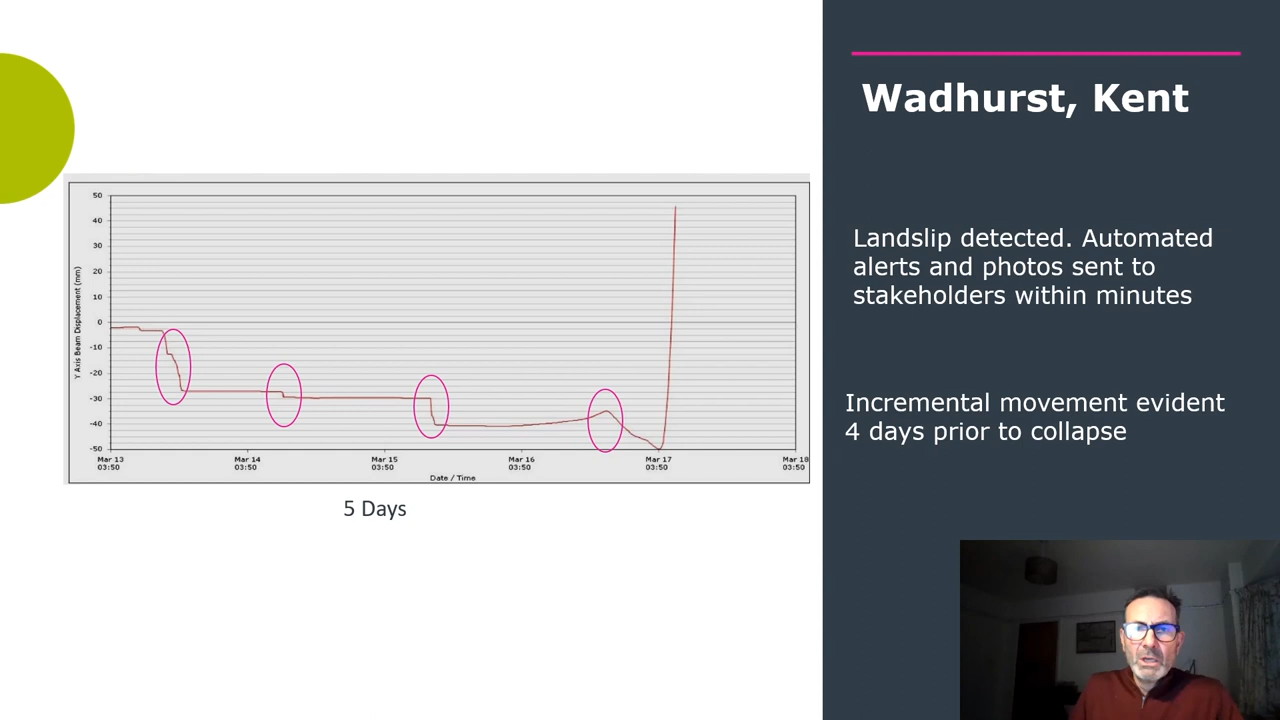 Wadhurst, Kent
Landslip detected. Automated
alerts and photos sent to
stakeholders within minutes
Incremental movement evident
4 days prior to collapse
Y Axis Beam Displacement (mm)
50
40
30
20
10
0
-10
-20
-30
-40
-50
Mar 13 Mar 14 Mar 15 Mar 16 Mar 17 Mar 18
03:50 03:50 03:50 03:50 03:50 03:50
Date / Time
5 Days